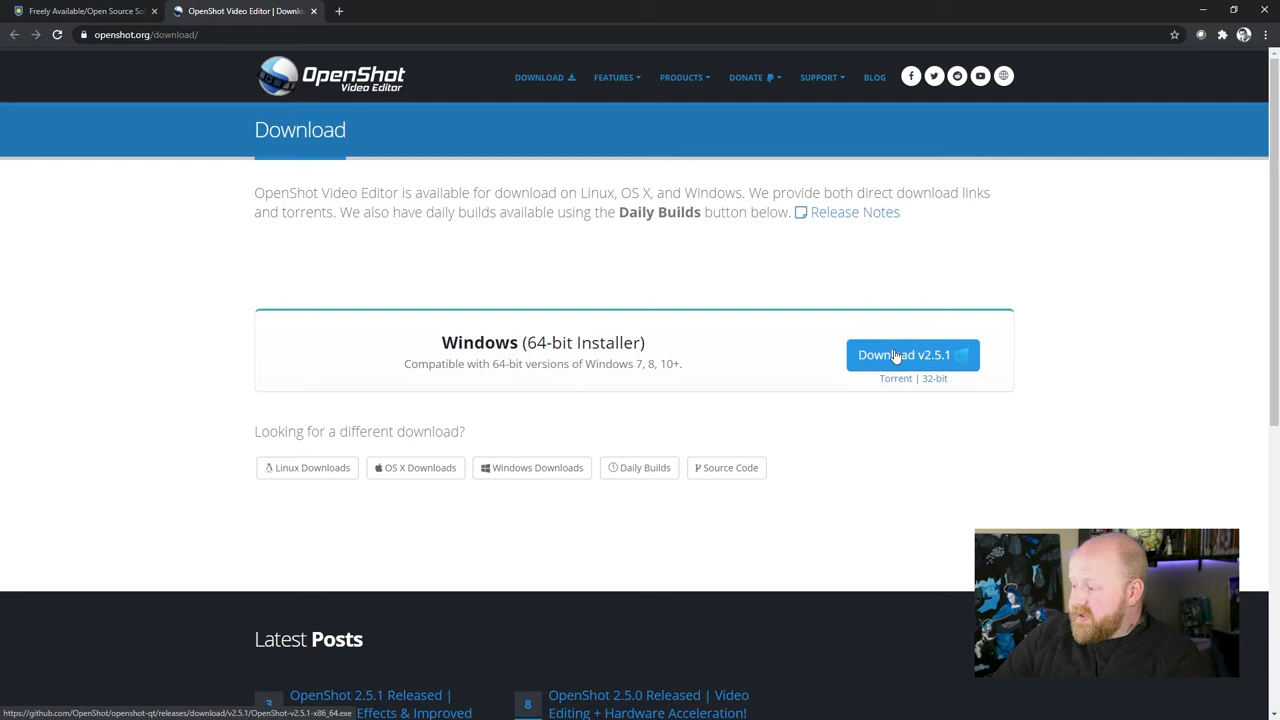 Freely Available/Open Source So
OpenShot Video Editor | Downlo
openshot.org/download/
OpenShot
Video Editor
DOWNLOAD
FEATURES
PRODUCTS
DONATE
SUPPORT
BLOG
Download
OpenShot Video Editor is available for download on Linux, OS X, and Windows. We provide both direct download links
and torrents. We also have daily builds available using the Daily Builds button below. Release Notes
Windows (64-bit Installer)
Compatible with 64-bit versions of Windows 7, 8, 10+.
Download v2.5.1
Torrent | 32-bit
Looking for a different download?
Linux Downloads
OS X Downloads
Windows Downloads
Daily Builds
Source Code
Latest Posts
3
OpenShot 2.5.1 Released |
Effects & Improved
8
OpenShot 2.5.0 Released | Video
Editing + Hardware Acceleration!
https://github.com/OpenShot/openshot-qt/releases/download/v2.5.1/OpenShot-v2.5.1-x86_64.exe